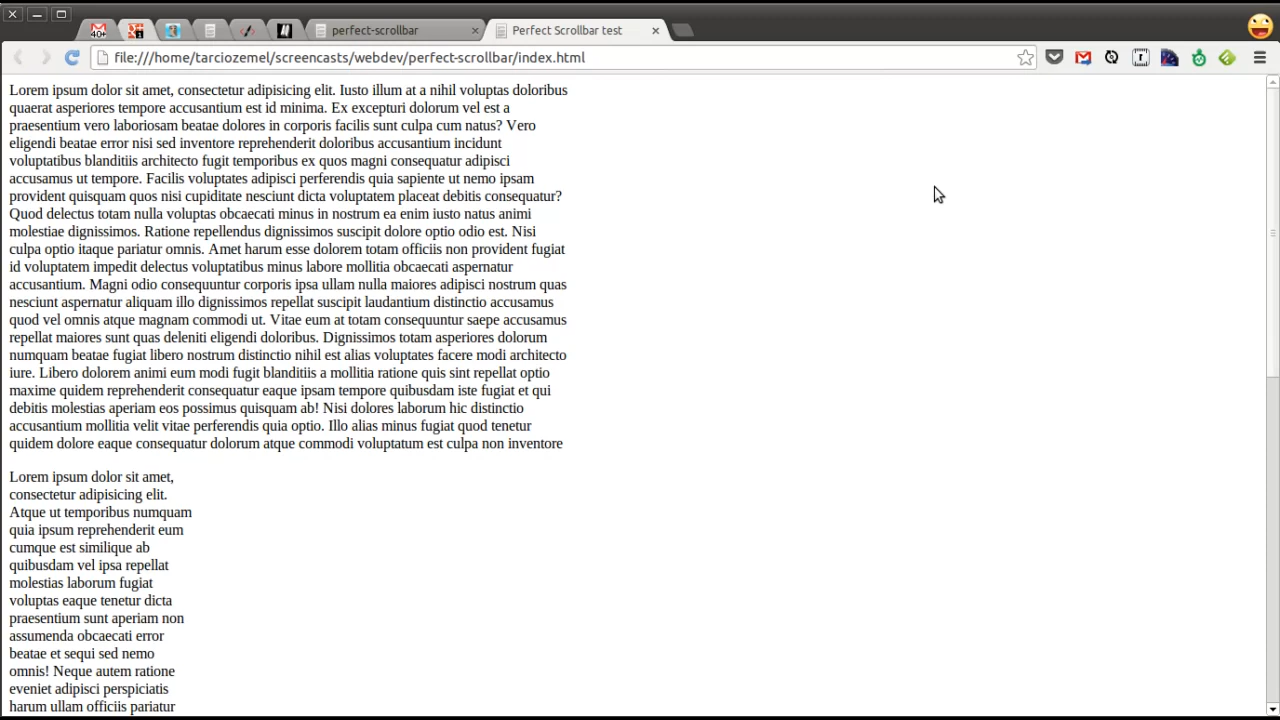 40+
perfect-scrollbar
Perfect Scrollbar test
file:///home/tarciozemel/screencasts/webdev/perfect-scrollbar/index.html
Lorem ipsum dolor sit amet, consectetur adipisicing elit. Iusto illum at a nihil voluptas doloribus
quaerat asperiores tempore accusantium est id minima. Ex excepturi dolorum vel est a
praesentium vero laboriosam beatae dolores in corporis facilis sunt culpa cum natus? Vero
eligendi beatae error nisi sed inventore reprehenderit doloribus accusantium incidunt
voluptatibus blanditiis architecto fugit temporibus ex quos magni consequatur adipisci
accusamus ut tempore. Facilis voluptates adipisci perferendis quia sapiente ut nemo ipsam
provident quisquam quos nisi cupiditate nesciunt dicta voluptatem placeat debitis consequatur?
Quod delectus totam nulla voluptas obcaecati minus in nostrum ea enim iusto natus animi
molestiae dignissimos. Ratione repellendus dignissimos suscipit dolore optio odio est. Nisi
culpa optio itaque pariatur omnis. Amet harum esse dolorem totam officiis non provident fugiat
id voluptatem impedit delectus voluptatibus minus labore mollitia obcaecati aspernatur
accusantium. Magni odio consequuntur corporis ipsa ullam nulla maiores adipisci nostrum quas
nesciunt aspernatur aliquam illo dignissimos repellat suscipit laudantium distinctio accusamus
quod vel omnis atque magnam commodi ut. Vitae eum at totam consequuntur saepe accusamus
repellat maiores sunt quas deleniti eligendi doloribus. Dignissimos totam asperiores dolorum
numquam beatae fugiat libero nostrum distinctio nihil est alias voluptates facere modi architecto
iure. Libero dolorem animi eum modi fugit blanditiis a mollitia ratione quis sint repellat optio
maxime quidem reprehenderit consequatur eaque ipsam tempore quibusdam iste fugiat et qui
debitis molestias aperiam eos possimus quisquam ab! Nisi dolores laborum hic distinctio
accusantium mollitia velit vitae perferendis quia optio. Illo alias minus fugiat quod tenetur
quidem dolore eaque consequatur dolorum atque commodi voluptatum est culpa non inventore
Lorem ipsum dolor sit amet,
consectetur adipisicing elit.
Atque ut temporibus numquam
quia ipsum reprehenderit eum
cumque est similique ab
quibusdam vel ipsa repellat
molestias laborum fugiat
voluptas eaque tenetur dicta
praesentium sunt aperiam non
assumenda obcaecati error
beatae et sequi sed nemo
omnis! Neque autem ratione
eveniet adipisci perspiciatis
harum ullam officiis pariatur